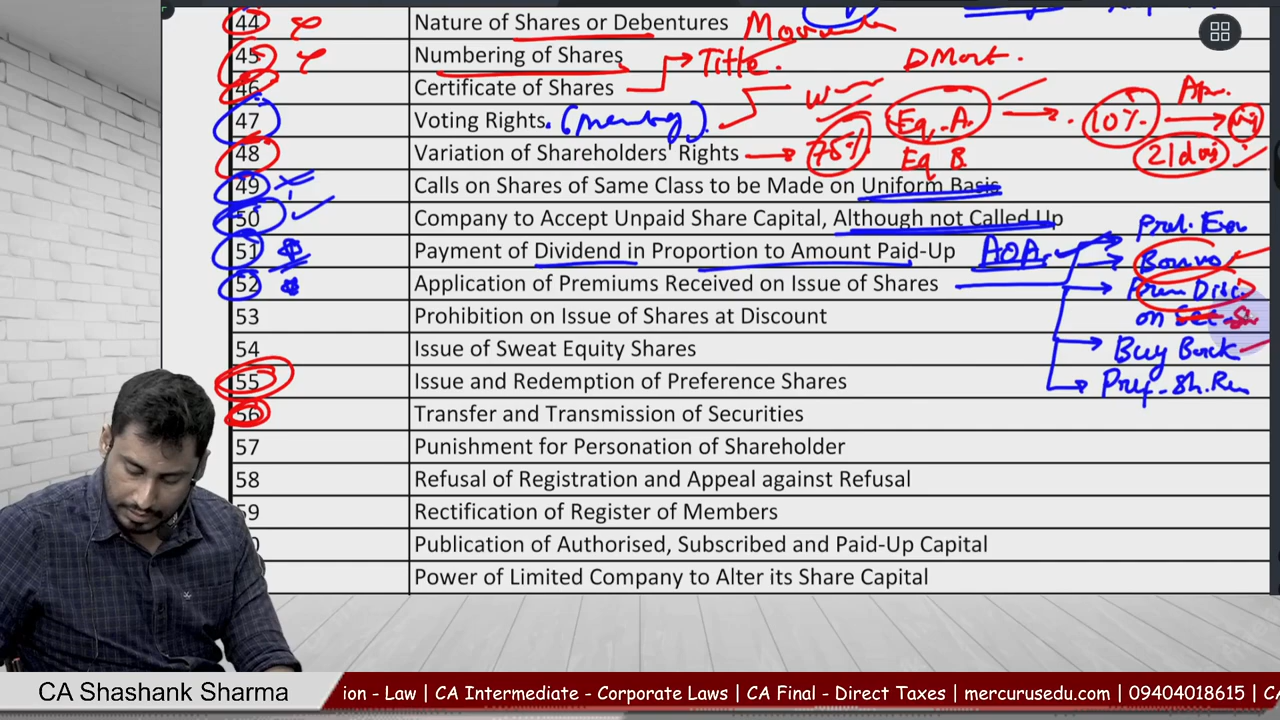 44 Nature of Shares or Debentures
45 Numbering of Shares Title. DMat.
46 Certificate of Shares
47 Voting Rights. Eq. A. 10%
48 Variation of Shareholders' Rights 75% Eq B 21 days
49 Calls on Shares of Same Class to be Made on Uniform Basis
50 Company to Accept Unpaid Share Capital, Although not Called Up
51 Payment of Dividend in Proportion to Amount Paid-Up AOA
52 Application of Premiums Received on Issue of Shares
53 Prohibition on Issue of Shares at Discount on
54 Issue of Sweat Equity Shares Buy Back
55 Issue and Redemption of Preference Shares Pref. Sh.
56 Transfer and Transmission of Securities
57 Punishment for Personation of Shareholder
58 Refusal of Registration and Appeal against Refusal
59 Rectification of Register of Members
Publication of Authorised, Subscribed and Paid-Up Capital
Power of Limited Company to Alter its Share Capital
CA Shashank Sharma ion - Law | CA Intermediate - Corporate Laws | CA Final - Direct Taxes | mercurusedu.com | 09404018615 | CA